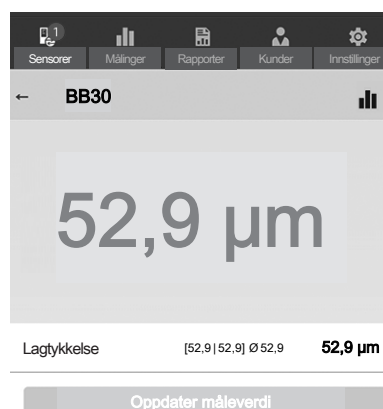 1
Sensorer Målinger Rapporter Kunder Innstillinger
← BB30
52,9 µm
Lagtykkelse [52,9|52,9] Ø 52,9 52,9 µm
Oppdater måleverdi